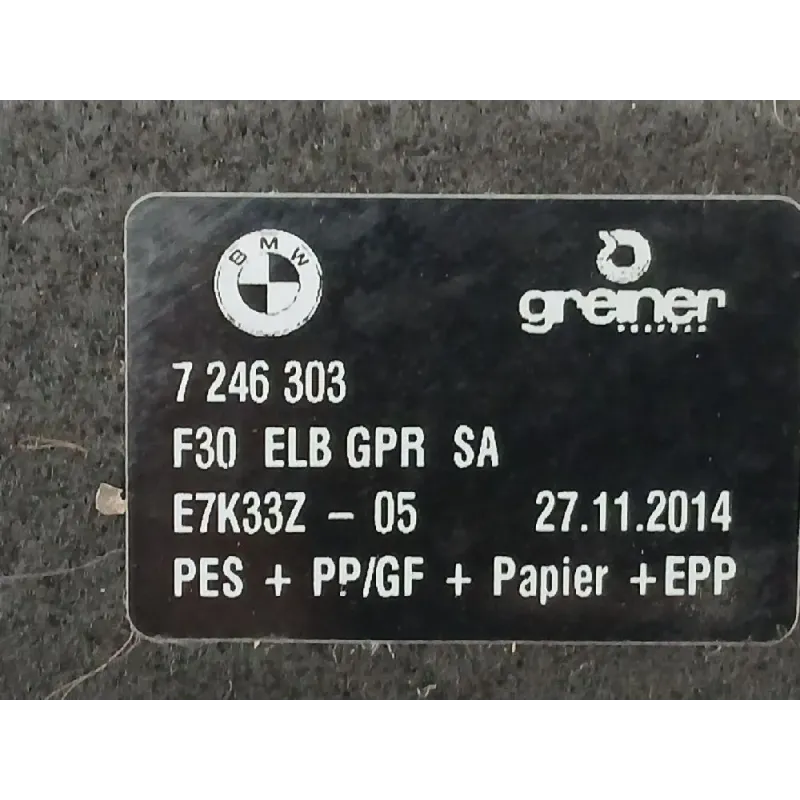 BMW
greiner
7 246 303
F30 ELB GPR SA
E7K33Z - 05 27.11.2014
PES + PP/GF + Papier + EPP